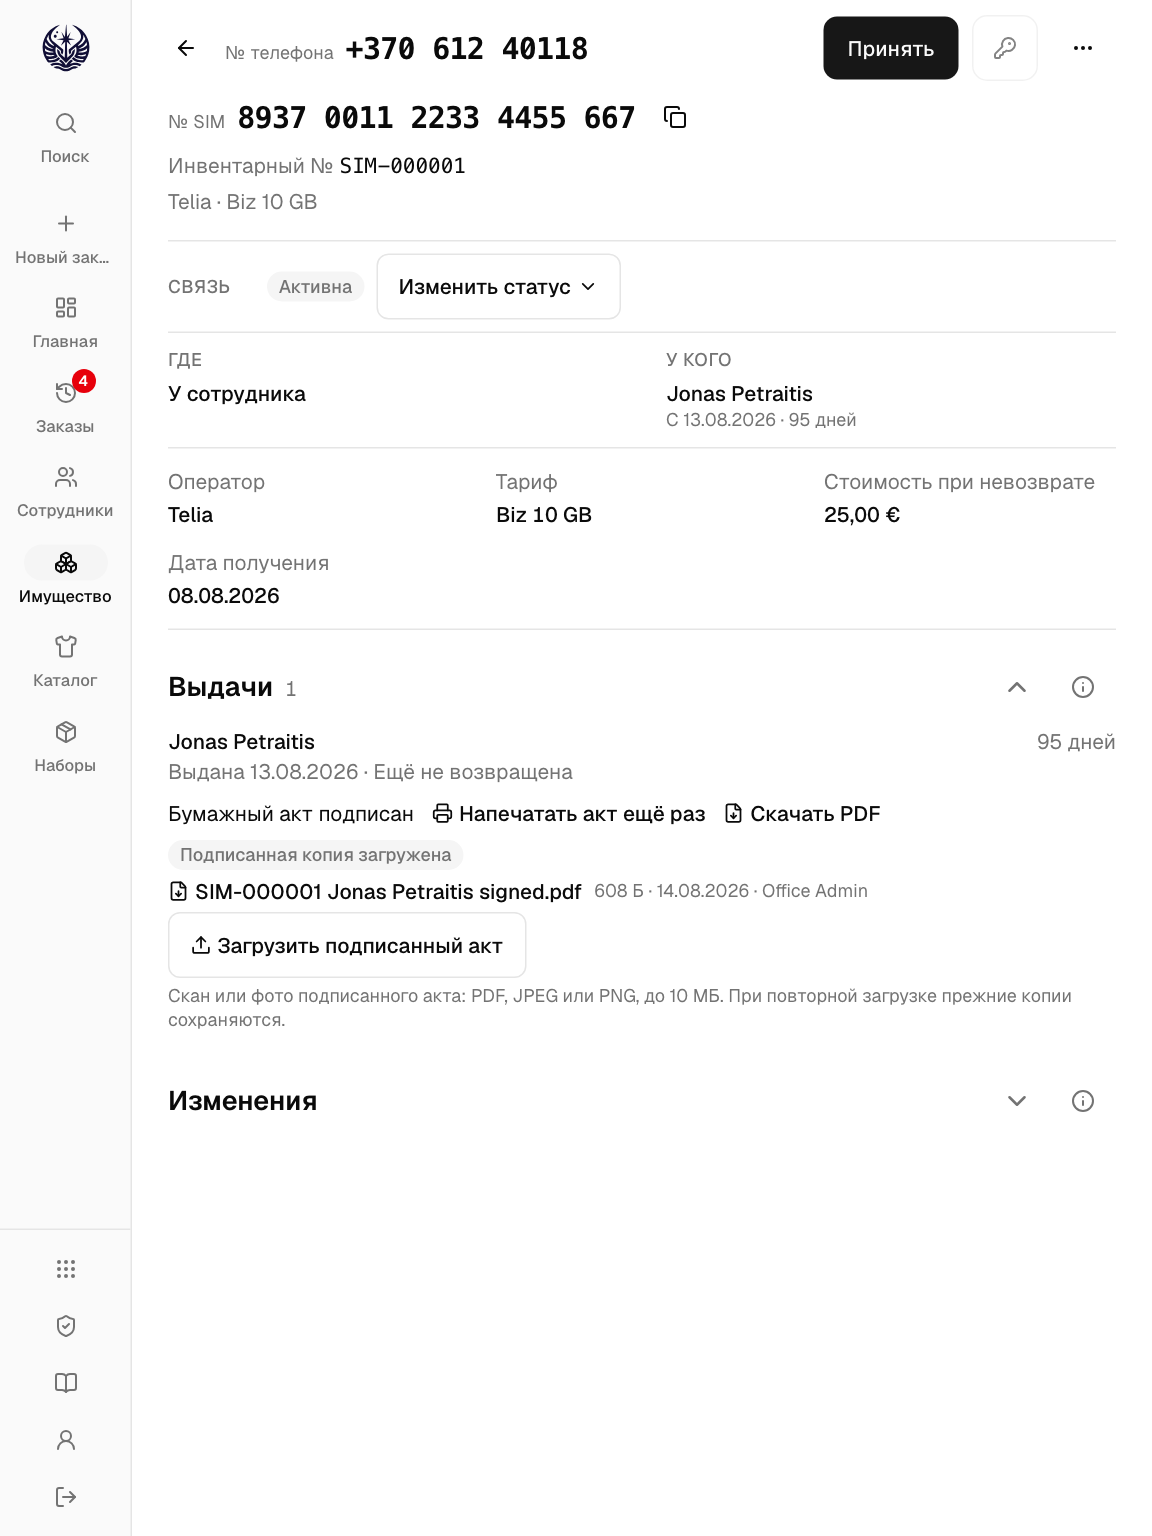 Поиск
Новый зак...
Главная
4
Заказы
Сотрудники
Имущество
Каталог
Наборы
№ телефона +370 612 40118
Принять
№ SIM 8937 0011 2233 4455 667
Инвентарный № SIM-000001
Telia · Biz 10 GB
СВЯЗЬ Активна Изменить статус
ГДЕ
У сотрудника
У КОГО
Jonas Petraitis
С 13.08.2026 · 95 дней
Оператор
Telia
Тариф
Biz 10 GB
Стоимость при невозврате
25,00 €
Дата получения
08.08.2026
Выдачи 1
Jonas Petraitis 95 дней
Выдана 13.08.2026 · Ещё не возвращена
Бумажный акт подписан Напечатать акт ещё раз Скачать PDF
Подписанная копия загружена
SIM-000001 Jonas Petraitis signed.pdf 608 Б · 14.08.2026 · Office Admin
Загрузить подписанный акт
Скан или фото подписанного акта: PDF, JPEG или PNG, до 10 МБ. При повторной загрузке прежние копии
сохраняются.
Изменения